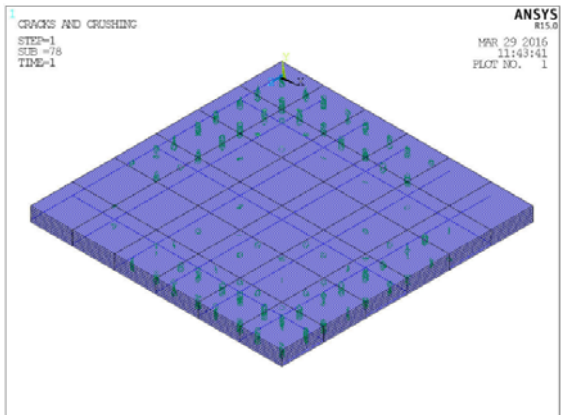 1
CRACKS AND CRUSHING
STEP=1
SUB =78
TIME=1
ANSYS
R15.0
MAR 29 2016
11:43:41
PLOT NO. 1
Y
X